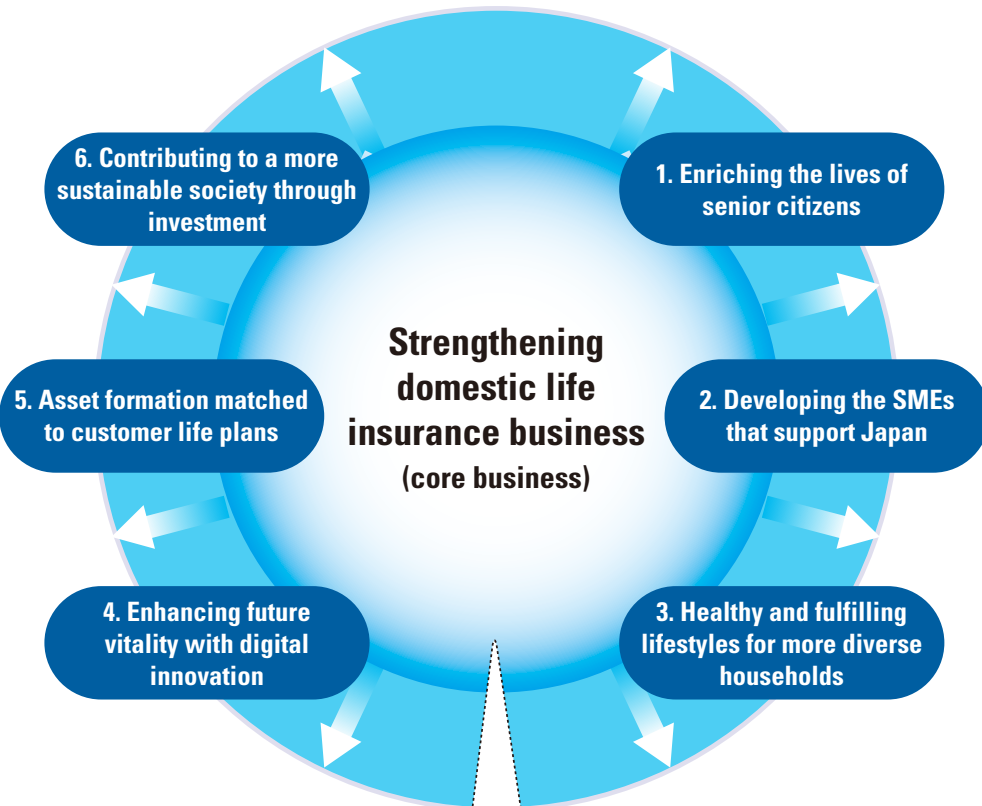 Strengthening
domestic life
insurance business
(core business)
1. Enriching the lives of
senior citizens
2. Developing the SMEs
that support Japan
3. Healthy and fulfilling
lifestyles for more diverse
households
4. Enhancing future
vitality with digital
innovation
5. Asset formation matched
to customer life plans
6. Contributing to a more
sustainable society through
investment